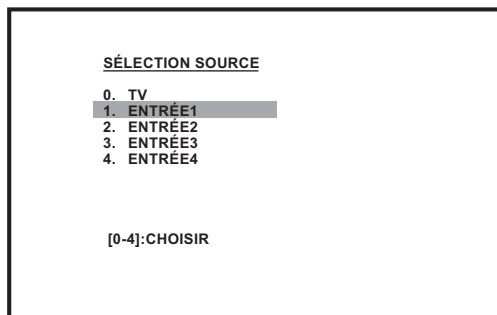 SÉLECTION SOURCE
0. TV
1. ENTRÉE1
2. ENTRÉE2
3. ENTRÉE3
4. ENTRÉE4
[0-4]:CHOISIR